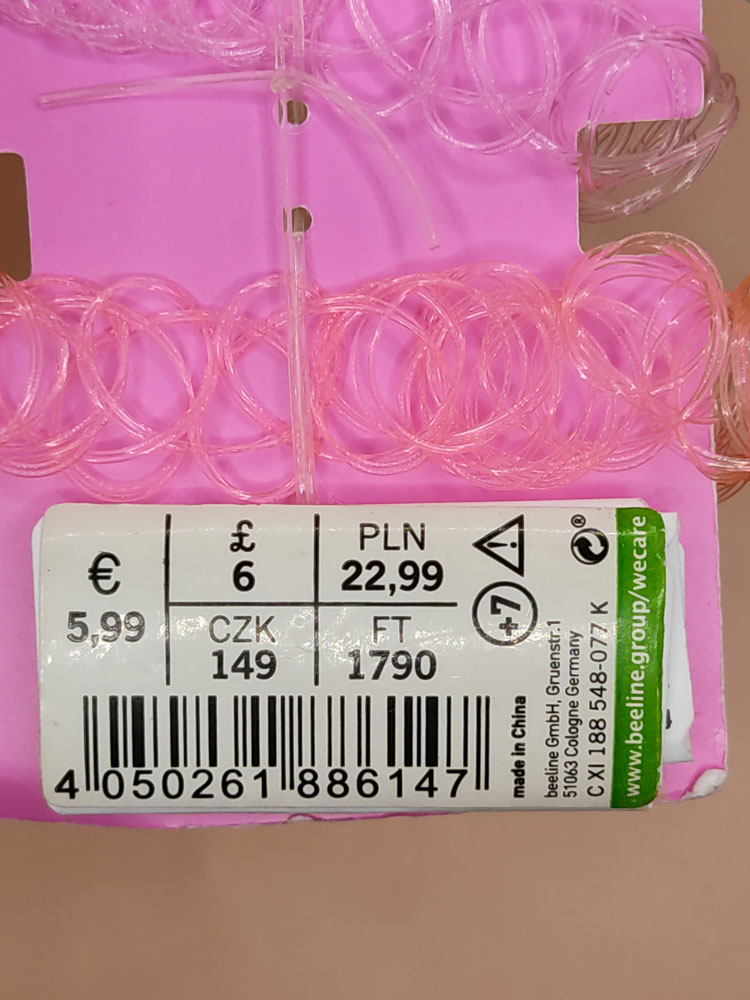 €
5,99
£
6
PLN
22,99
CZK
149
FT
1790
+7
4 050261 886147
made in China
beeline GmbH, Gruenstr.1
51063 Cologne Germany
C XI 188 548-077 K
www.beeline.group/wecare